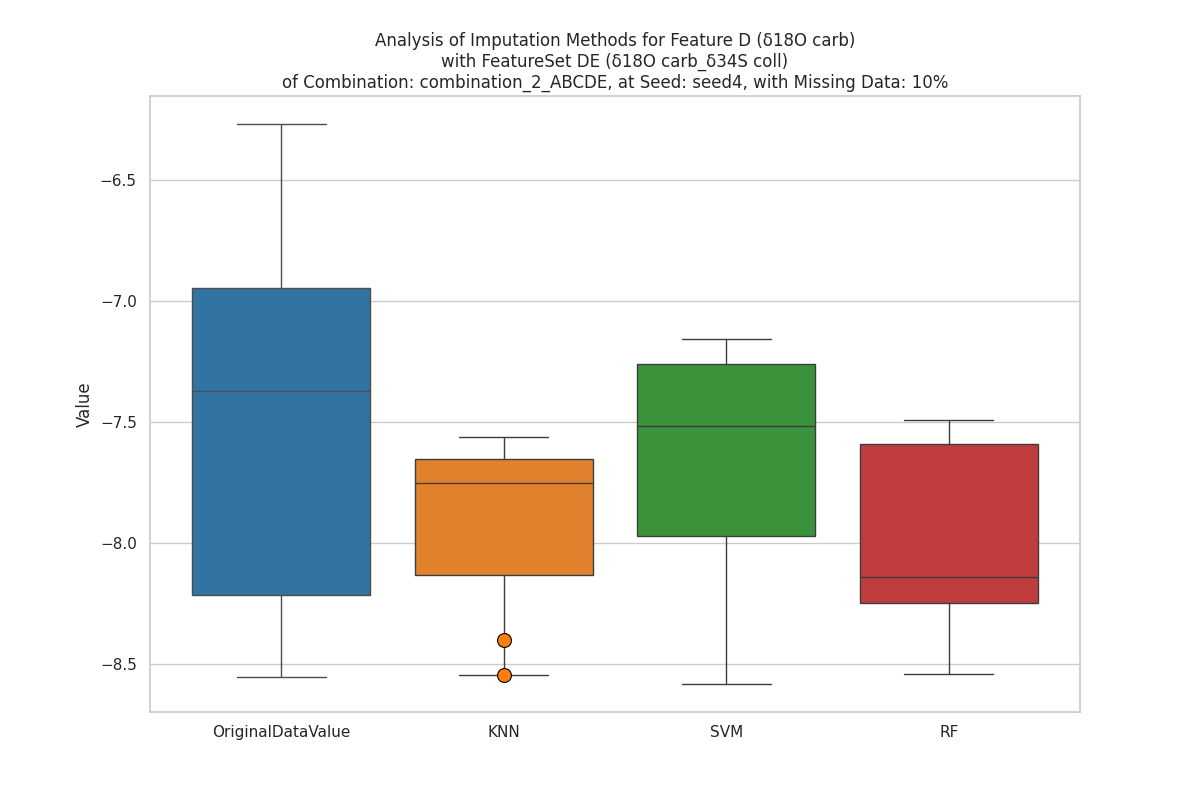 Analysis of Imputation Methods for Feature D (δ18O carb)
with FeatureSet DE (δ18O carb_δ34S coll)
of Combination: combination_2_ABCDE, at Seed: seed4, with Missing Data: 10%
−6.5
−7.0
−7.5
−8.0
−8.5
Value
OriginalDataValue
KNN
SVM
RF